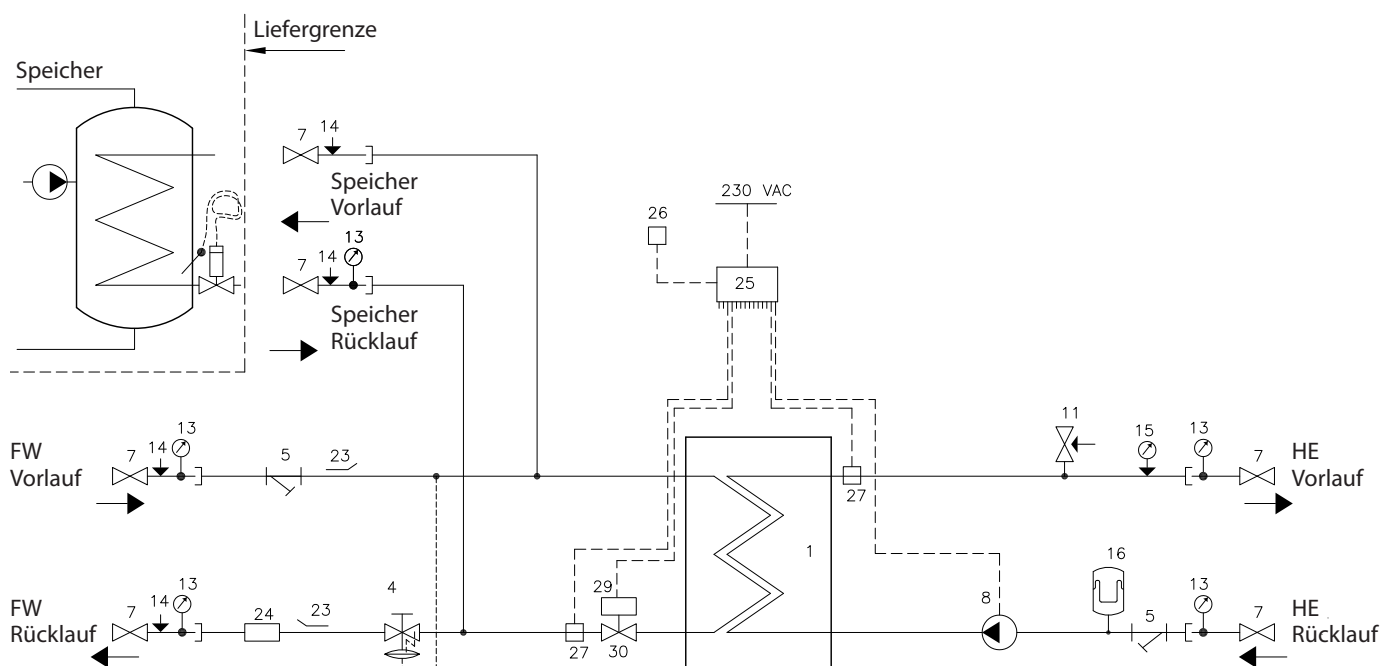 Liefergrenze
Speicher
7 14
Speicher
Vorlauf
230 VAC
26
13
7 14
25
Speicher
Rücklauf
FW
Vorlauf
7 14 13 5 23
11 15 13 7
HE
Vorlauf
27
1
FW
Rücklauf
7 14 13 24 23 4
27 29 30
8 16 5 13 7
HE
Rücklauf